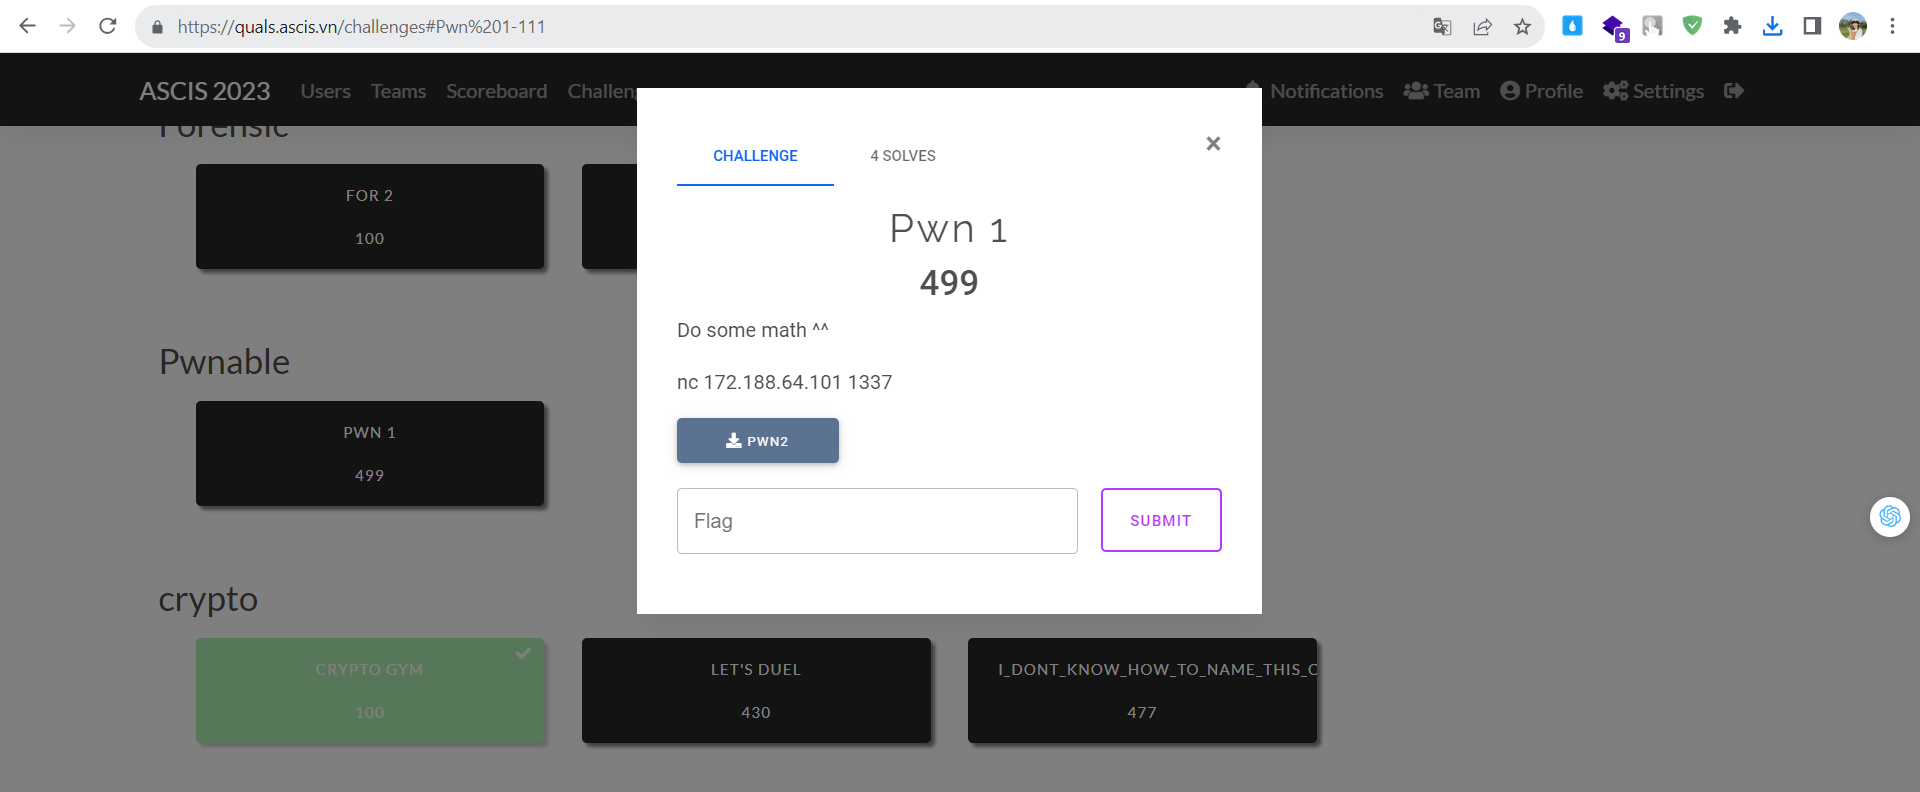 https://quals.ascis.vn/challenges#Pwn%201-111
9
ASCIS 2023 Users Teams Scoreboard Challeng Notifications Team Profile Settings
Forensic
CHALLENGE 4 SOLVES ×
FOR 2
100
Pwn 1
499
Do some math ^^
nc 172.188.64.101 1337
PWN2
Flag SUBMIT
Pwnable
PWN 1
499
crypto
CRYPTO GYM
100
LET'S DUEL
430
I_DONT_KNOW_HOW_TO_NAME_THIS_C
477